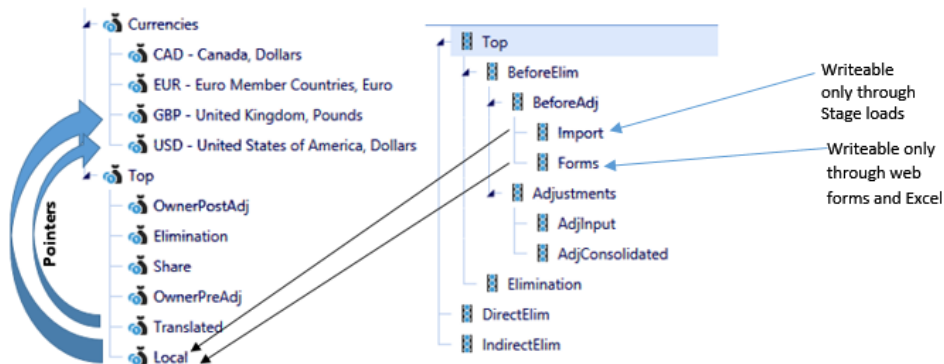 Currencies
CAD - Canada, Dollars
EUR - Euro Member Countries, Euro
GBP - United Kingdom, Pounds
USD - United States of America, Dollars
Top
OwnerPostAdj
Elimination
Share
OwnerPreAdj
Translated
Local
Pointers
Top
BeforeElim
BeforeAdj
Import
Forms
Adjustments
AdjInput
AdjConsolidated
Elimination
DirectElim
IndirectElim
Writeable
only through
Stage loads
Writeable only
through web
forms and Excel